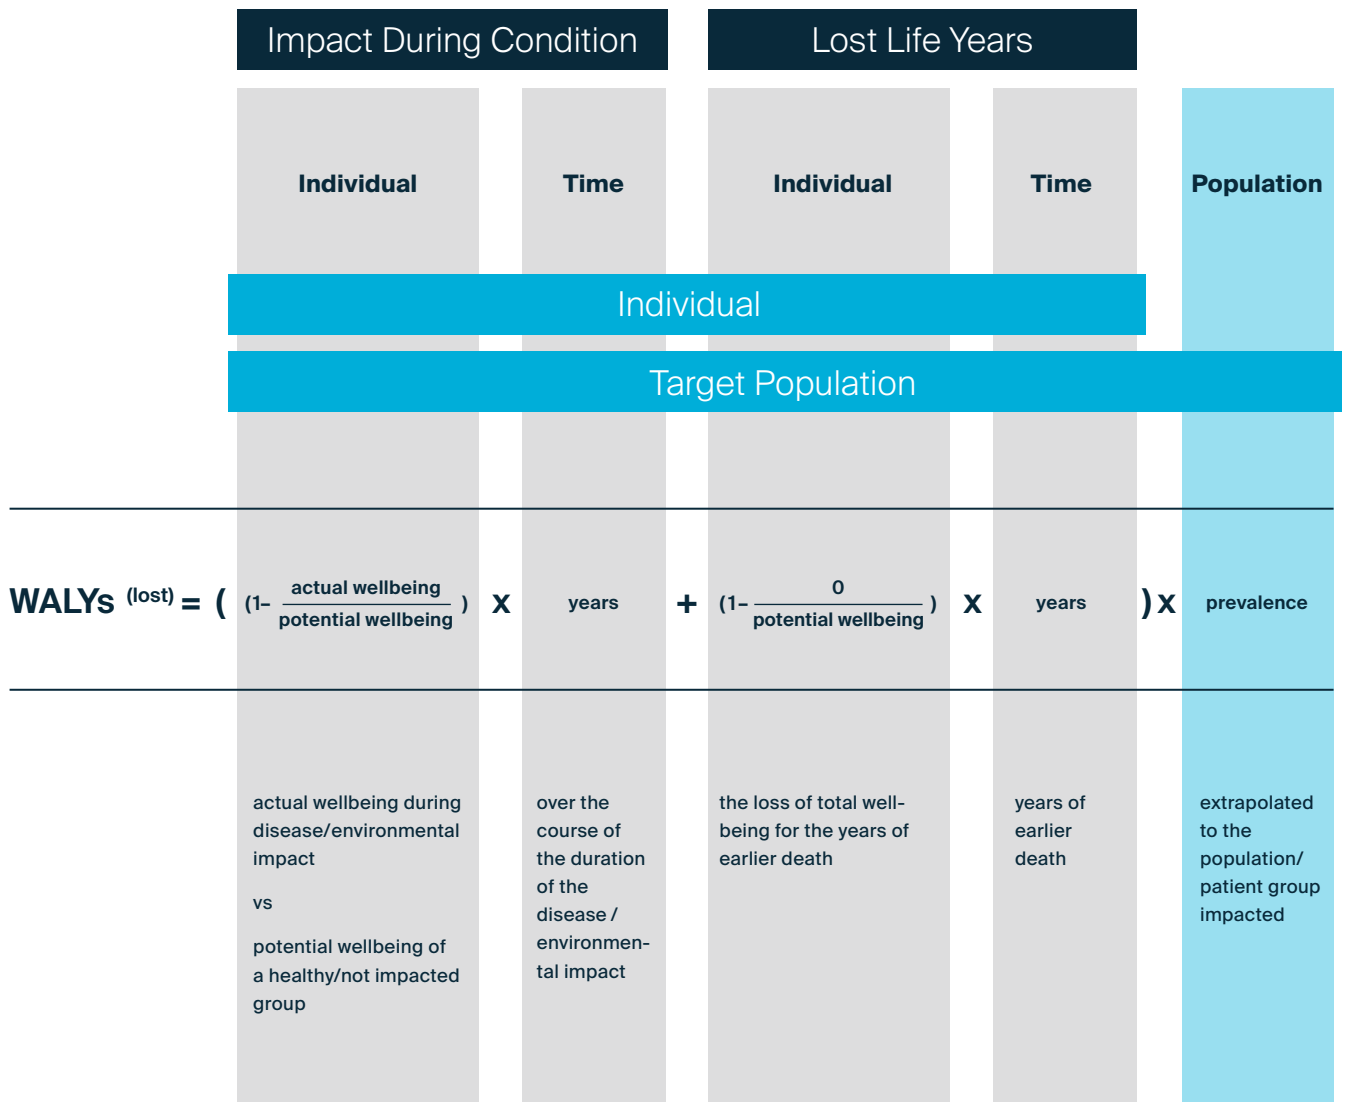 Impact During Condition
Lost Life Years
Individual
Time
Individual
Time
Population
Individual
Target Population
WALYs (lost) = ( (1– actual wellbeing / potential wellbeing ) x years + (1– 0 / potential wellbeing ) x years ) x prevalence
actual wellbeing during
disease/environmental
impact
vs
potential wellbeing of
a healthy/not impacted
group
over the
course of
the duration
of the
disease /
environmen-
tal impact
the loss of total well-
being for the years of
earlier death
years of
earlier
death
extrapolated
to the
population/
patient group
impacted